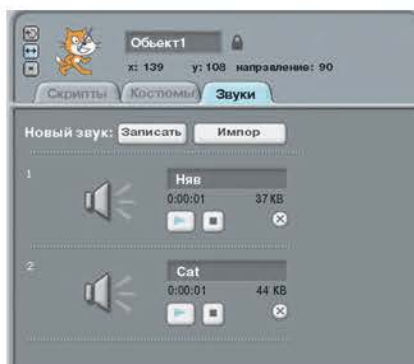 Обьект1
x: 139 y: 108 направление: 90
Скрипты Костюмы Звуки
Новый звук: Записать Импор
1
Няв
0:00:01 37 KB
2
Cat
0:00:01 44 KB